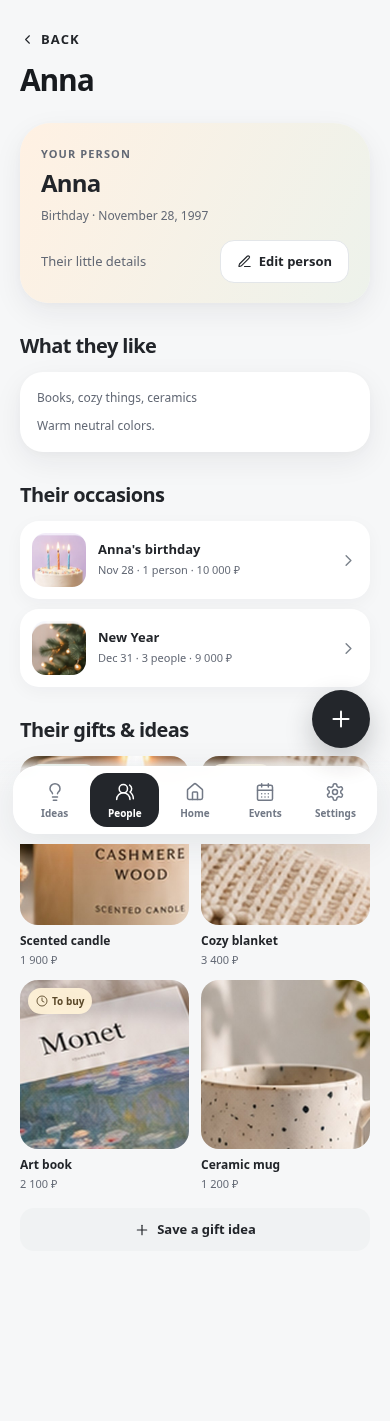 BACK
Anna
YOUR PERSON
Anna
Birthday · November 28, 1997
Their little details
Edit person
What they like
Books, cozy things, ceramics
Warm neutral colors.
Their occasions
Anna's birthday
Nov 28 · 1 person · 10 000 ₽
New Year
Dec 31 · 3 people · 9 000 ₽
Their gifts & ideas
Ideas
People
Home
Events
Settings
CASHMERE
WOOD
SCENTED CANDLE
Scented candle
1 900 ₽
Cozy blanket
3 400 ₽
To buy
Monet
Art book
2 100 ₽
Ceramic mug
1 200 ₽
Save a gift idea